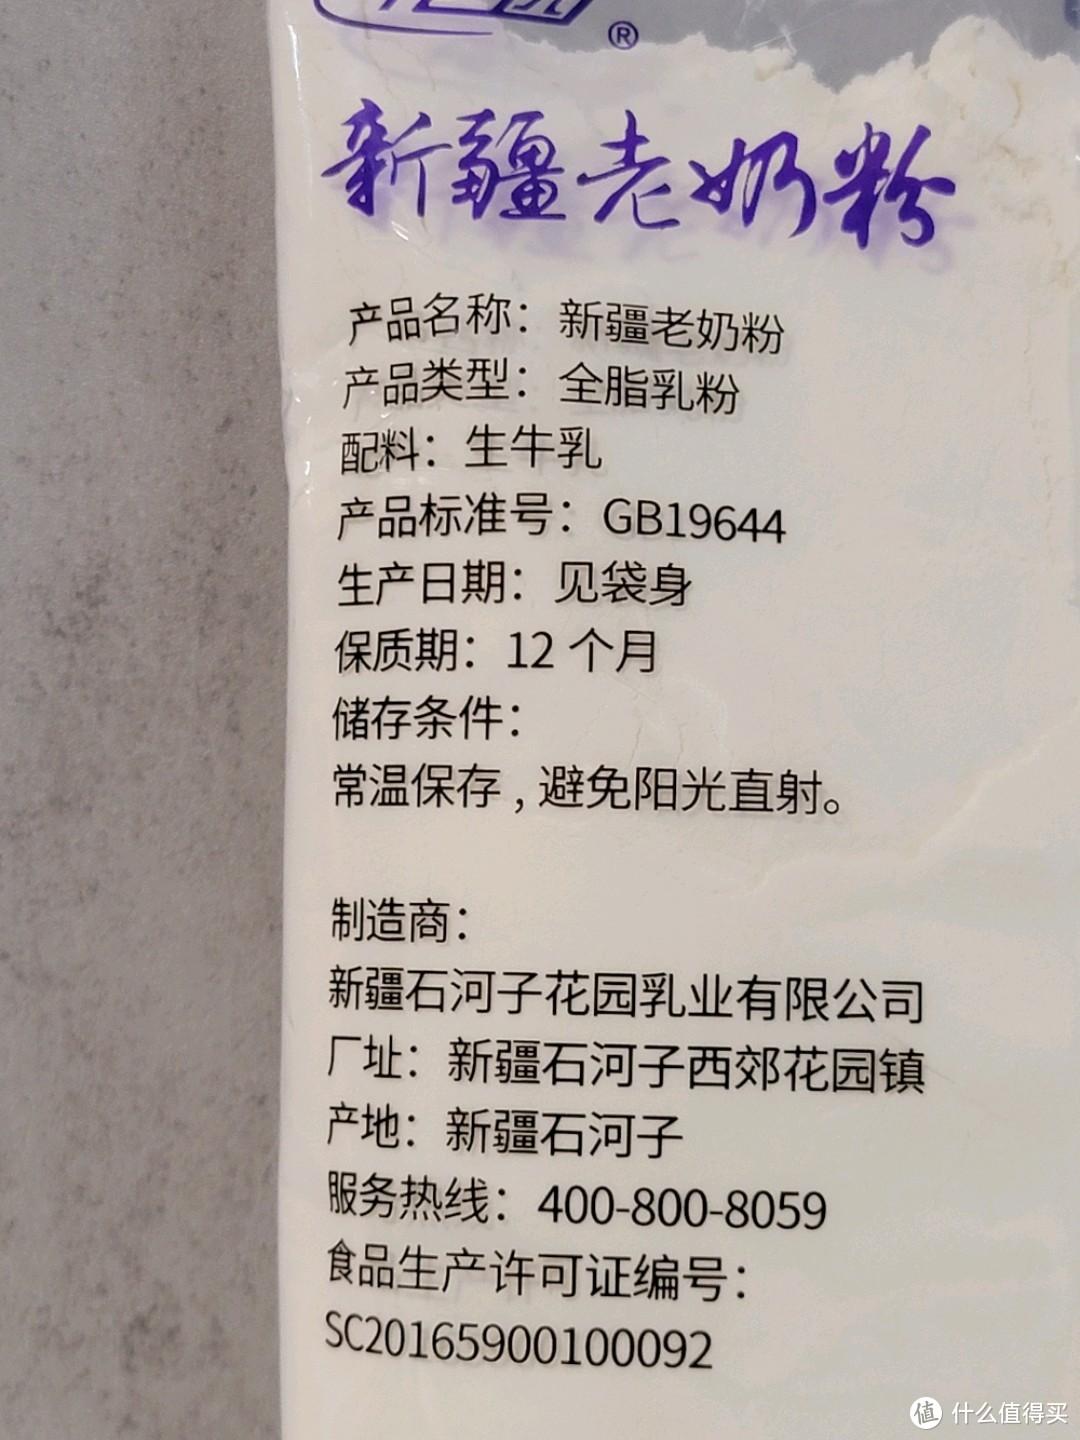 ®
新疆老奶粉
产品名称：新疆老奶粉
产品类型：全脂乳粉
配料：生牛乳
产品标准号：GB19644
生产日期：见袋身
保质期：12 个月
储存条件：
常温保存，避免阳光直射。
制造商：
新疆石河子花园乳业有限公司
厂址：新疆石河子西郊花园镇
产地：新疆石河子
服务热线：400-800-8059
食品生产许可证编号：
SC20165900100092
值 什么值得买